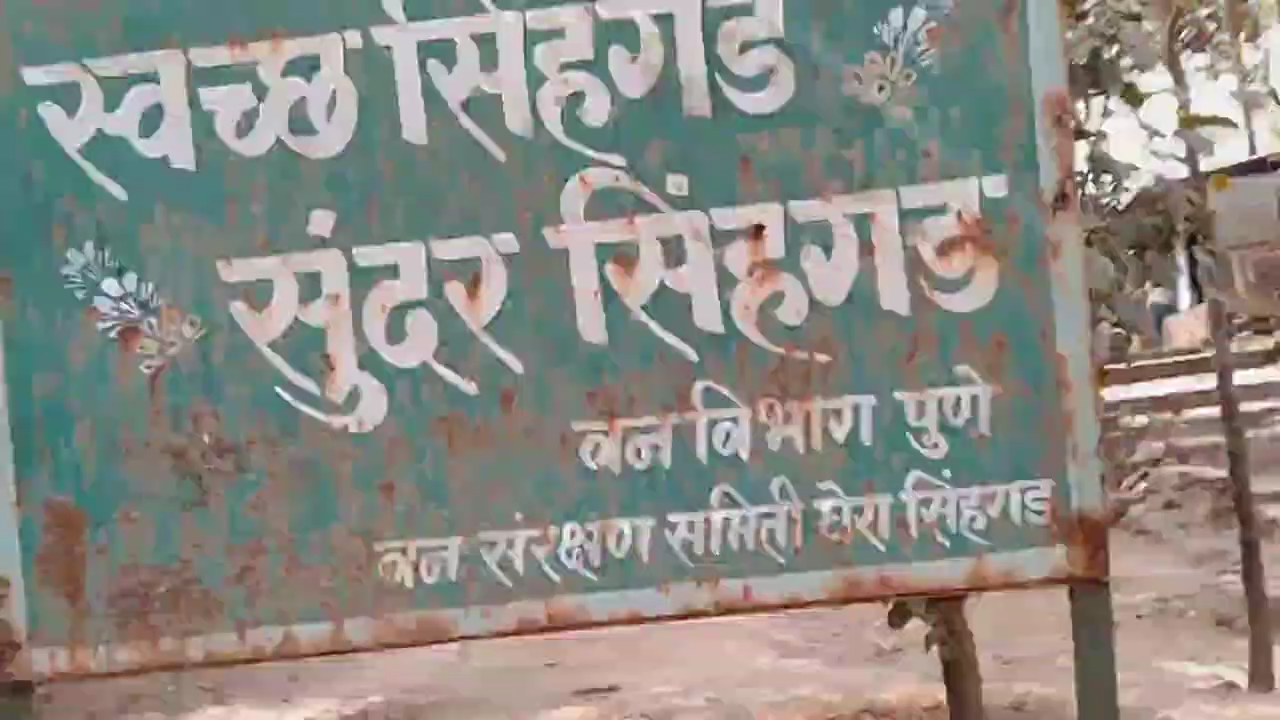 स्वच्छ सिंहगड
सुंदर सिंहगड
वन विभाग पुणे
वन संरक्षण समिती घेरा सिंहगड